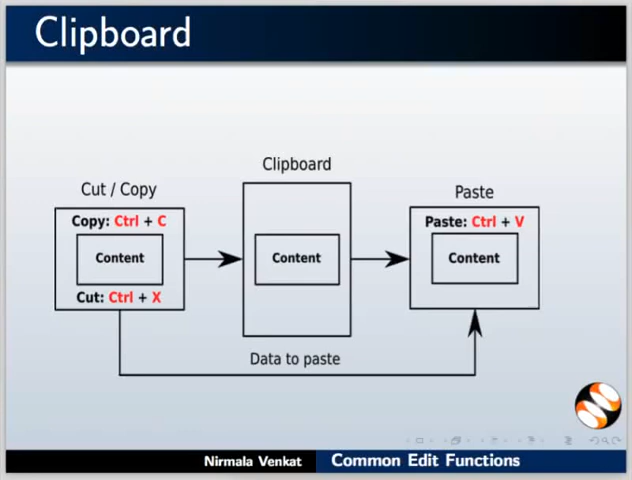 Clipboard
Clipboard
Cut / Copy
Paste
Copy: Ctrl + C
Paste: Ctrl + V
Content
Content
Content
Cut: Ctrl + X
Data to paste
Nirmala Venkat
Common Edit Functions